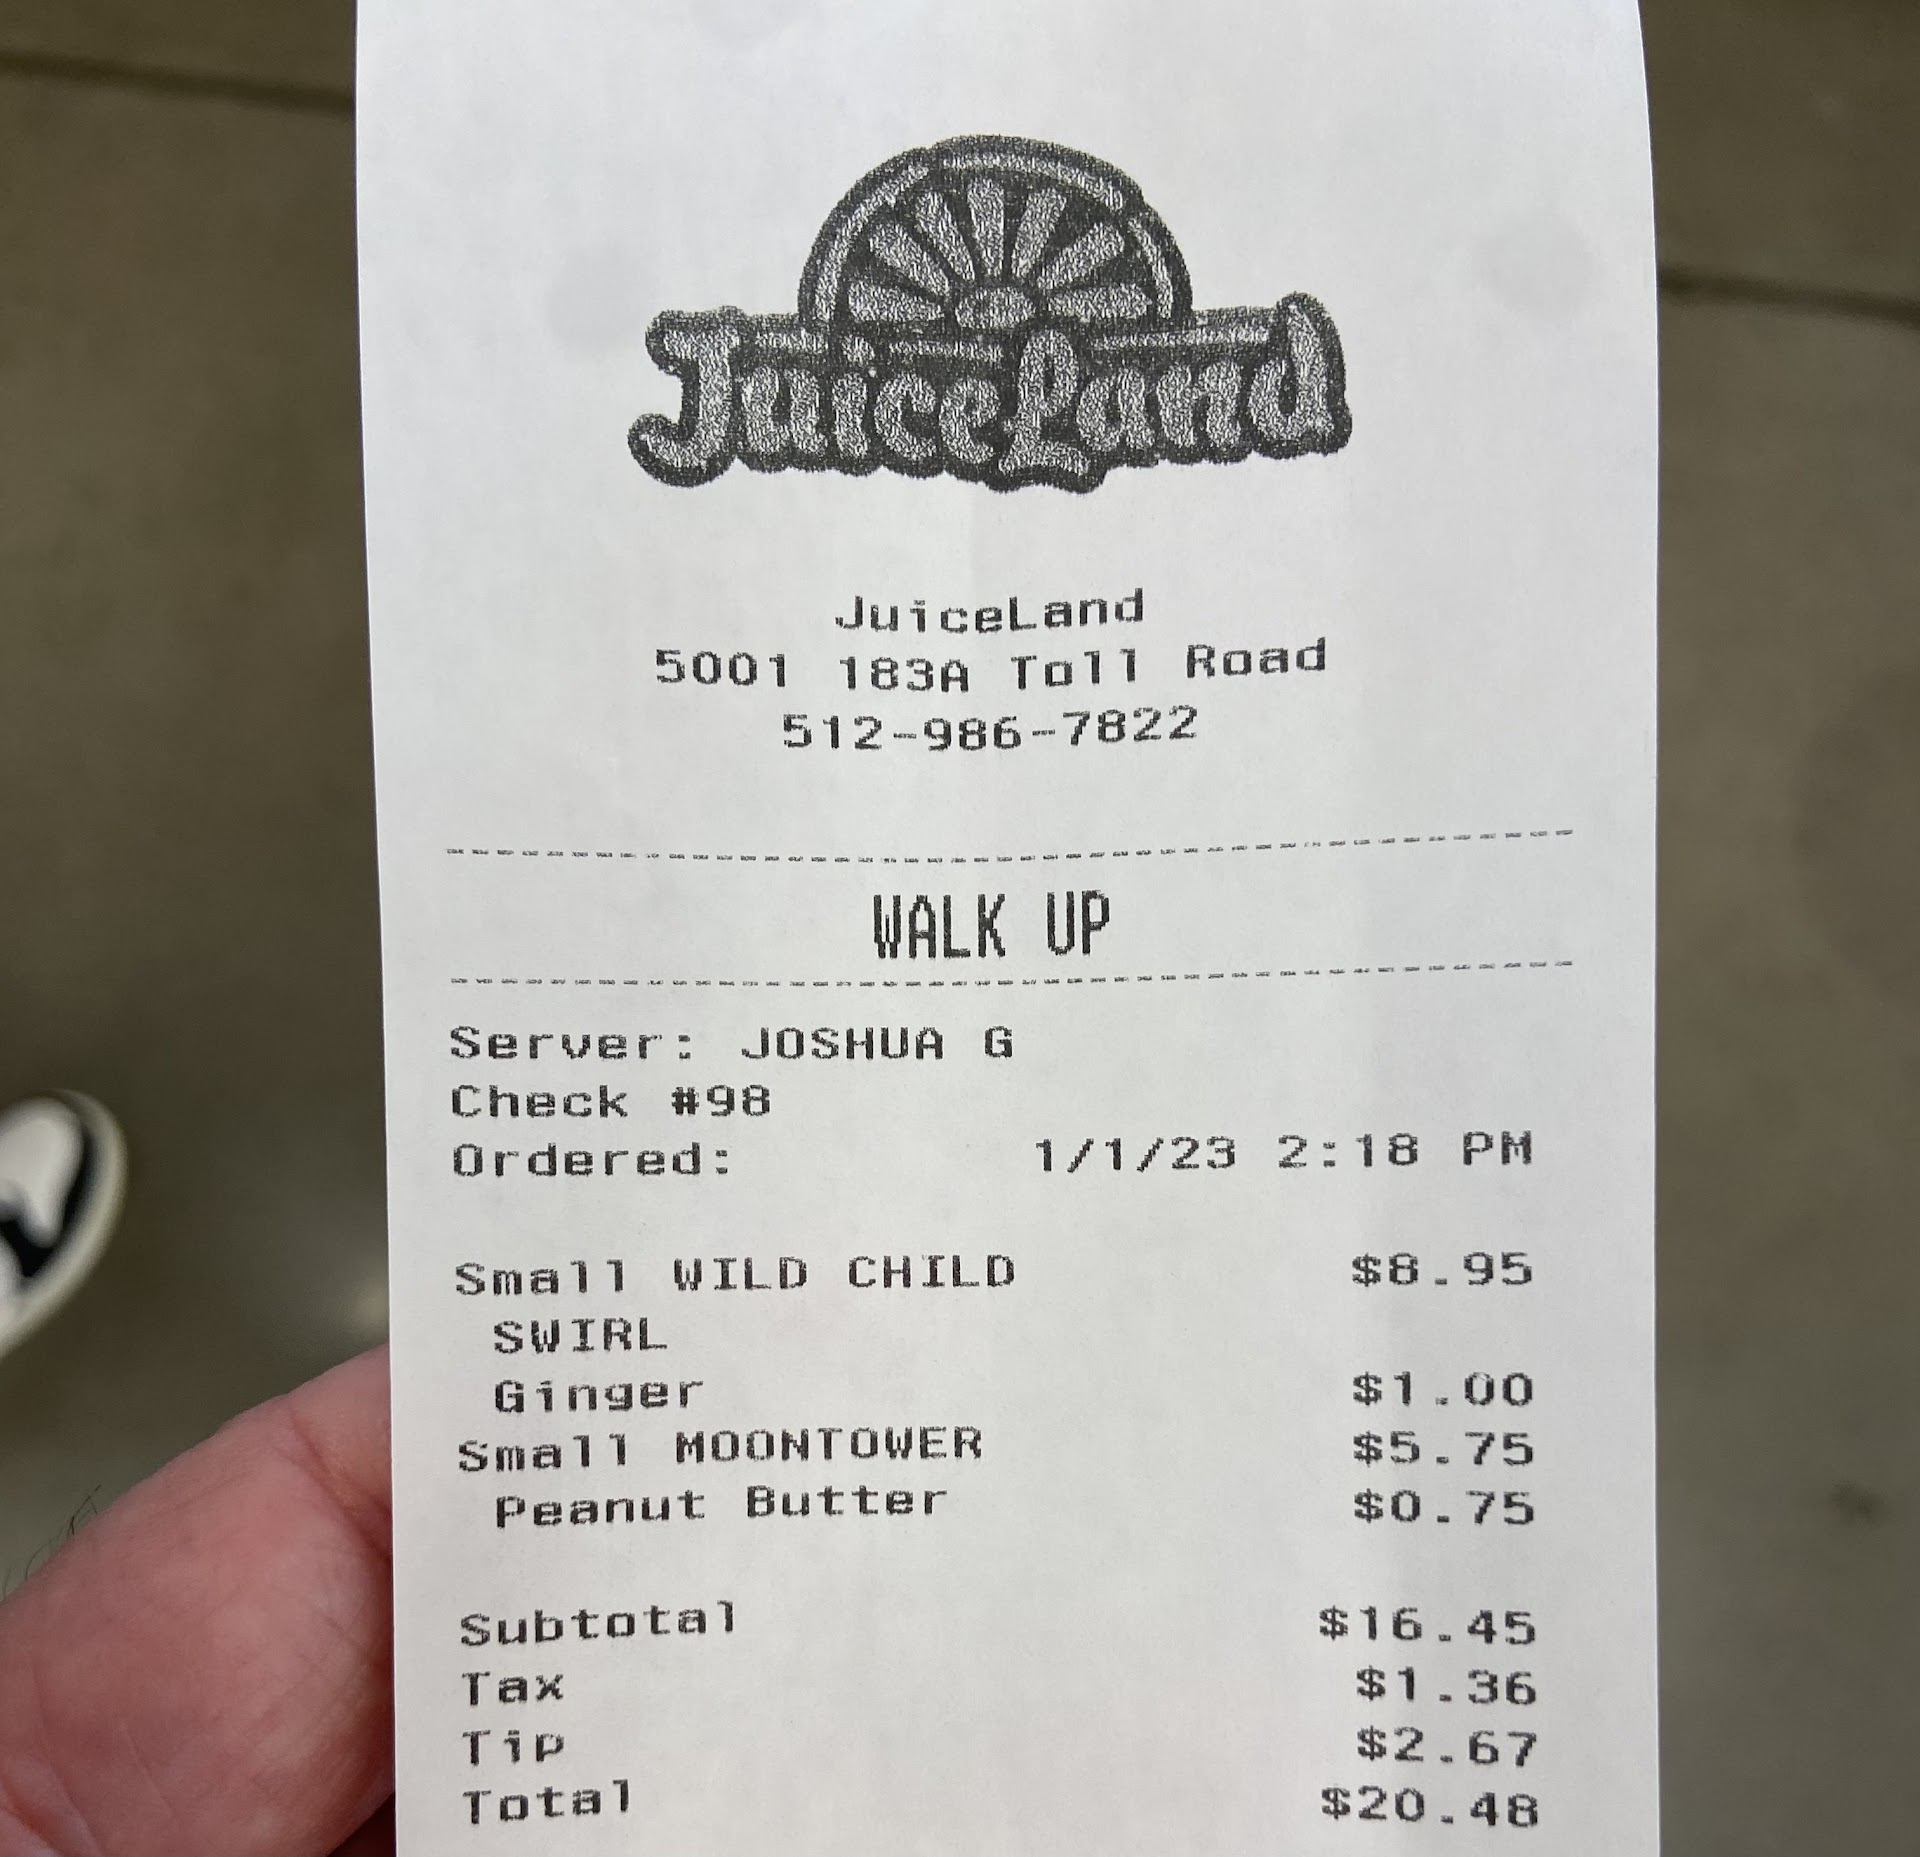 JuiceLand
JuiceLand
5001 183A Toll Road
512-986-7822
WALK UP
Server: JOSHUA G
Check #98
Ordered: 1/1/23 2:18 PM
Small WILD CHILD $8.95
SWIRL
Ginger $1.00
Small MOONTOWER $5.75
Peanut Butter $0.75
Subtotal $16.45
Tax $1.36
Tip $2.67
Total $20.48